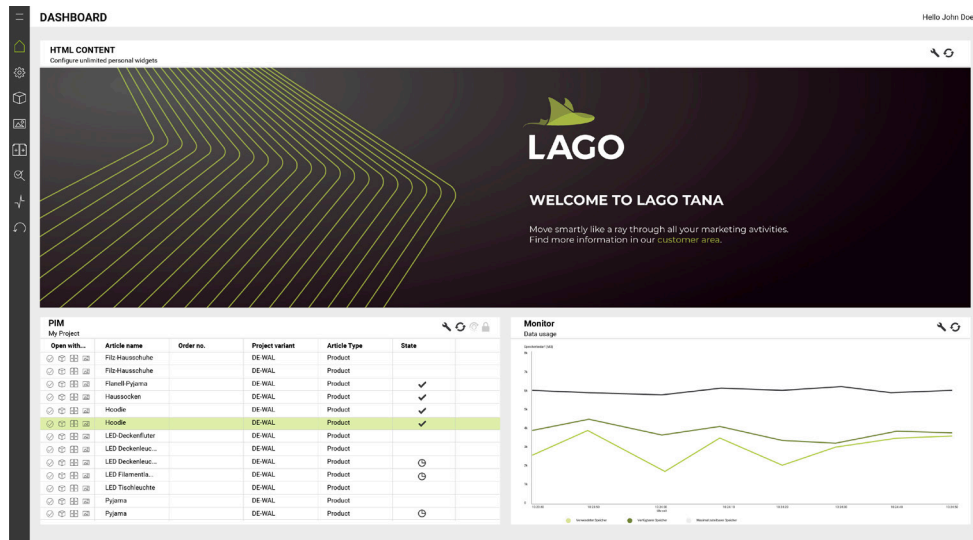 DASHBOARD
Hello John Doe
HTML CONTENT
Configure unlimited personal widgets
LAGO
WELCOME TO LAGO TANA
Move smartly like a ray through all your marketing avtivities.
Find more information in our customer area.
PIM
My Project
Open with... Article name Order no. Project variant Article Type State
Filz-Hausschuhe DE-WAL Product
Filz-Hausschuhe DE-WAL Product
Flanell-Pyjama DE-WAL Product
Haussocken DE-WAL Product
Hoodie DE-WAL Product
Hoodie DE-WAL Product
LED-Deckenfluter DE-WAL Product
LED Deckenleuc... DE-WAL Product
LED Deckenleuc... DE-WAL Product
LED Filamentla... DE-WAL Product
LED Tischleuchte DE-WAL Product
Pyjama DE-WAL Product
Pyjama DE-WAL Product
Monitor
Data usage
Verwendeter Speicher Verfügbarer Speicher